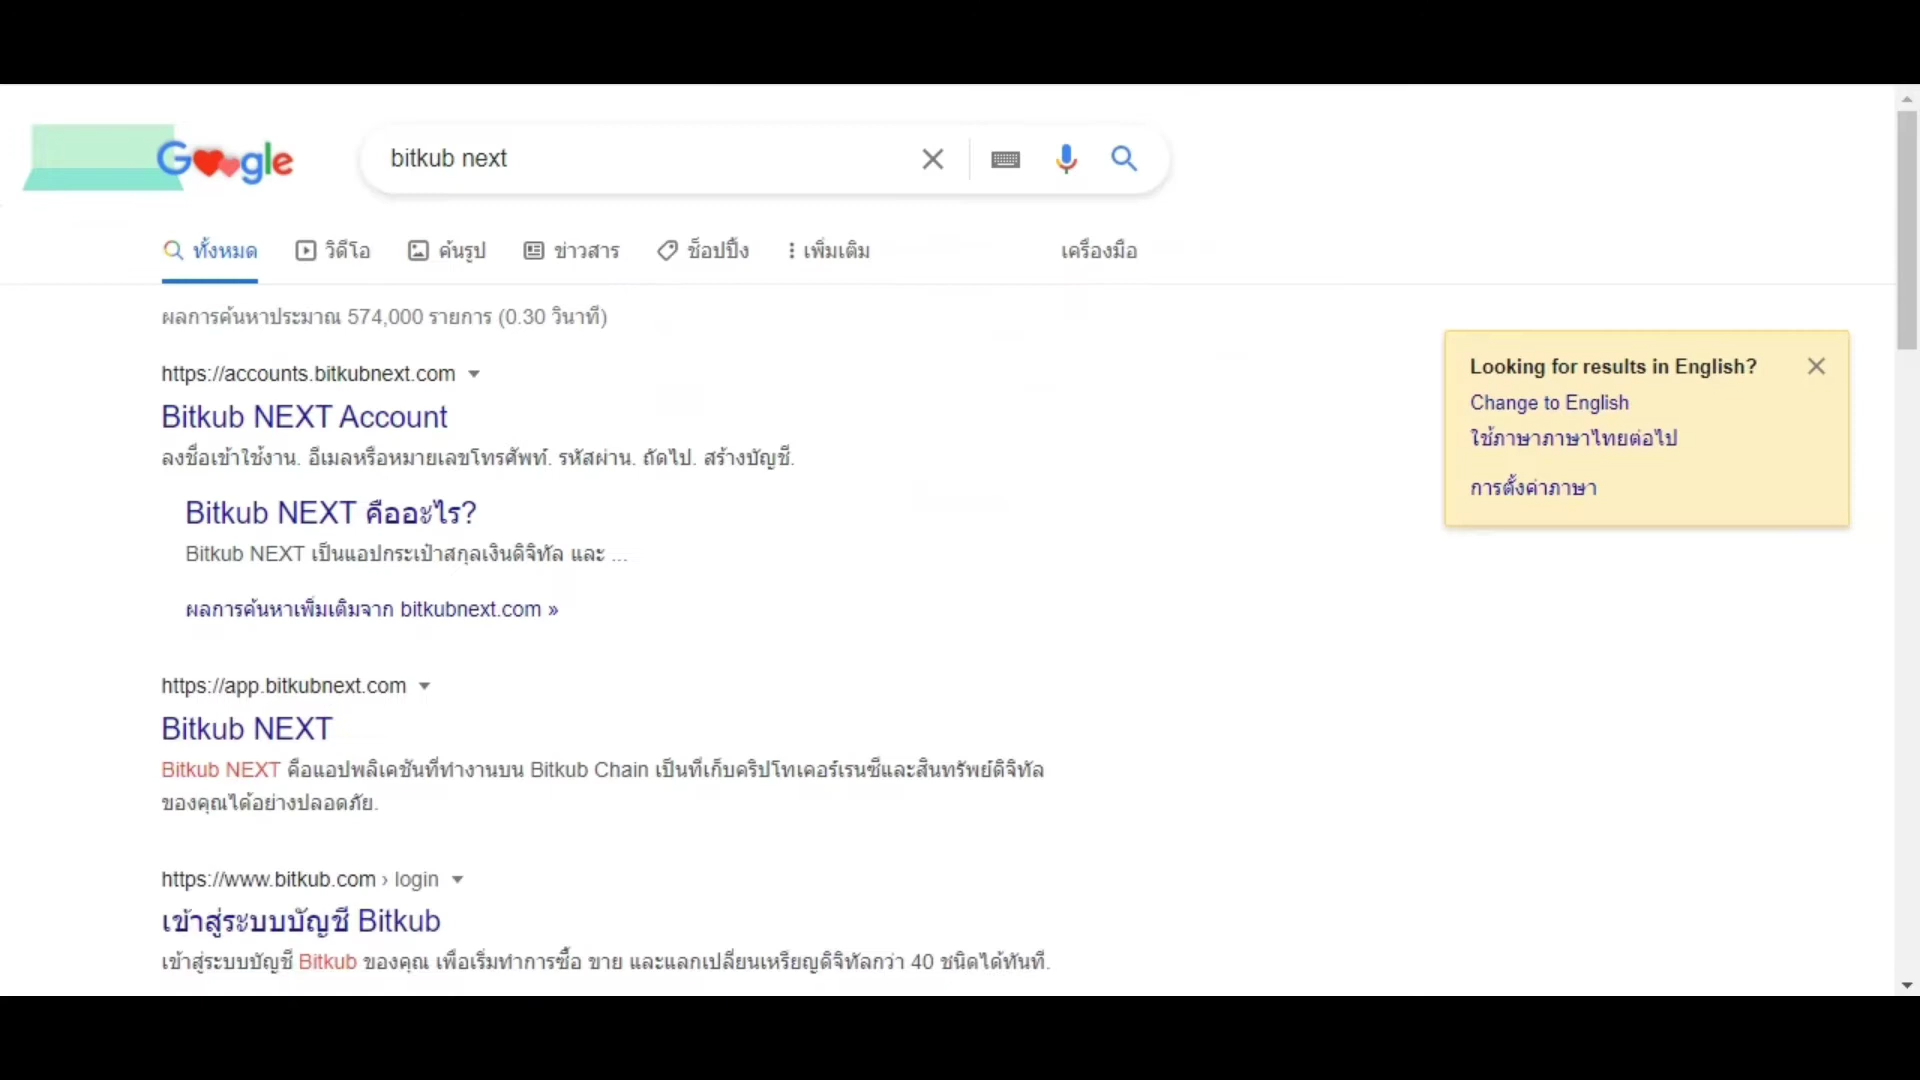 Google
bitkub next
ทั้งหมด วิดีโอ ค้นรูป ข่าวสาร ช็อปปิ้ง เพิ่มเติม เครื่องมือ
ผลการค้นหาประมาณ 574,000 รายการ (0.30 วินาที)
https://accounts.bitkubnext.com
Bitkub NEXT Account
ลงชื่อเข้าใช้งาน. อีเมลหรือหมายเลขโทรศัพท์. รหัสผ่าน. ถัดไป. สร้างบัญชี.
Bitkub NEXT คืออะไร?
Bitkub NEXT เป็นแอปกระเป๋าสกุลเงินดิจิทัล และ ...
ผลการค้นหาเพิ่มเติมจาก bitkubnext.com »
https://app.bitkubnext.com
Bitkub NEXT
Bitkub NEXT คือแอปพลิเคชันที่ทำงานบน Bitkub Chain เป็นที่เก็บคริปโทเคอร์เรนซีและสินทรัพย์ดิจิทัล
ของคุณได้อย่างปลอดภัย.
https://www.bitkub.com › login
เข้าสู่ระบบบัญชี Bitkub
เข้าสู่ระบบบัญชี Bitkub ของคุณ เพื่อเริ่มทำการซื้อ ขาย และแลกเปลี่ยนเหรียญดิจิทัลกว่า 40 ชนิดได้ทันที.
Looking for results in English?
Change to English
ใช้ภาษาภาษาไทยต่อไป
การตั้งค่าภาษา